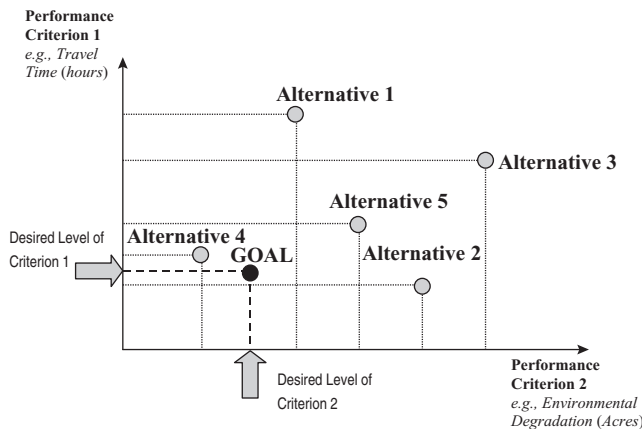 Performance
Criterion 1
e.g., Travel
Time (hours)
Alternative 1
Alternative 3
Alternative 5
Desired Level of
Criterion 1
Alternative 4
GOAL
Alternative 2
Desired Level of
Criterion 2
Performance
Criterion 2
e.g., Environmental
Degradation (Acres)